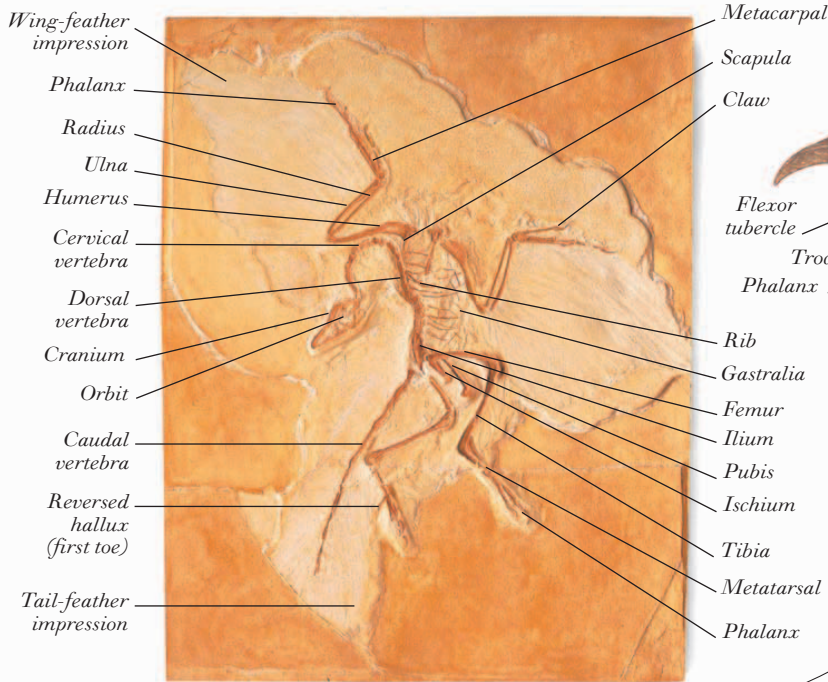 Wing-feather
impression
Phalanx
Radius
Ulna
Humerus
Cervical
vertebra
Dorsal
vertebra
Cranium
Orbit
Caudal
vertebra
Reversed
hallux
(first toe)
Tail-feather
impression
Metacarpal
Scapula
Claw
Flexor
tubercle
Phalanx
Rib
Gastralia
Femur
Ilium
Pubis
Ischium
Tibia
Metatarsal
Phalanx